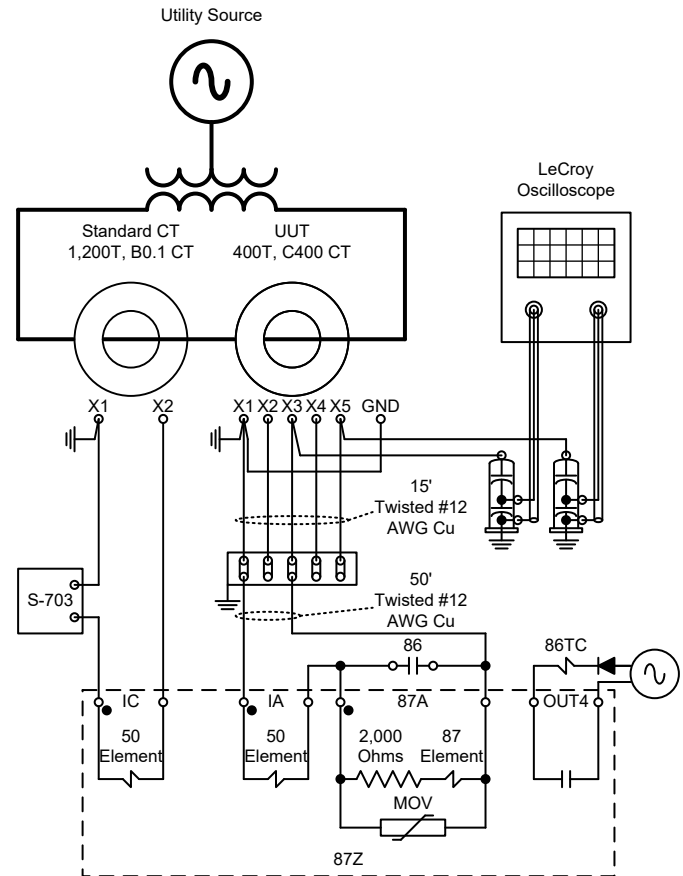 Utility Source
LeCroy
Oscilloscope
Standard CT
1,200T, B0.1 CT
UUT
400T, C400 CT
X1
X2
X1
X2
X3
X4
X5
GND
15'
Twisted #12
AWG Cu
S-703
50'
Twisted #12
AWG Cu
86
86TC
IC
IA
87A
OUT4
50
Element
50
Element
2,000
Ohms
87
Element
MOV
87Z